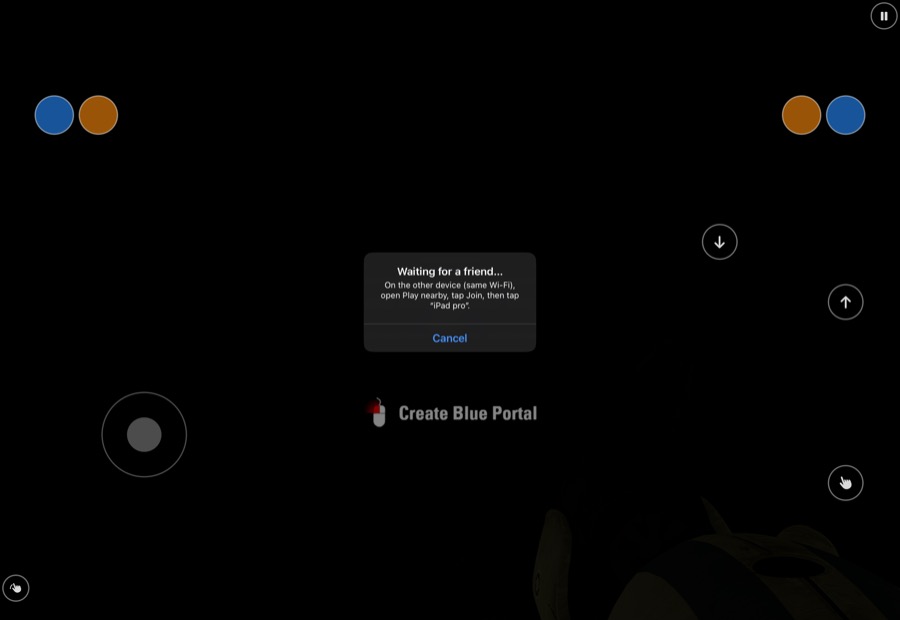 Waiting for a friend...
On the other device (same Wi-Fi),
open Play nearby, tap Join, then tap
“iPad pro”.
Cancel
Create Blue Portal